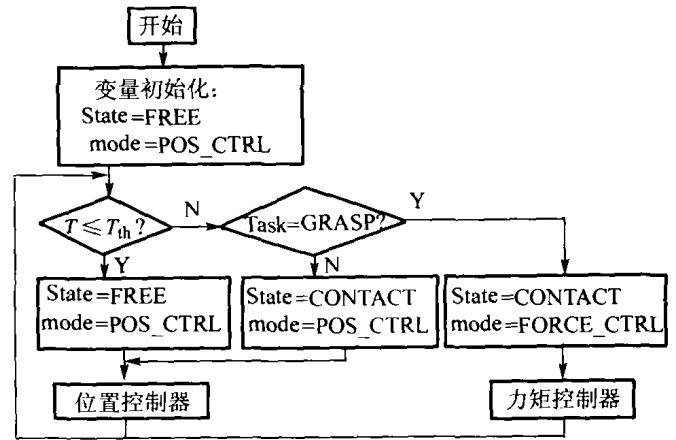 开始
变量初始化：
State=FREE
mode=POS_CTRL
T≤Tth？
N
Task=GRASP?
Y
Y
N
State=FREE
mode=POS_CTRL
State=CONTACT
mode=POS_CTRL
State=CONTACT
mode=FORCE_CTRL
位置控制器
力矩控制器